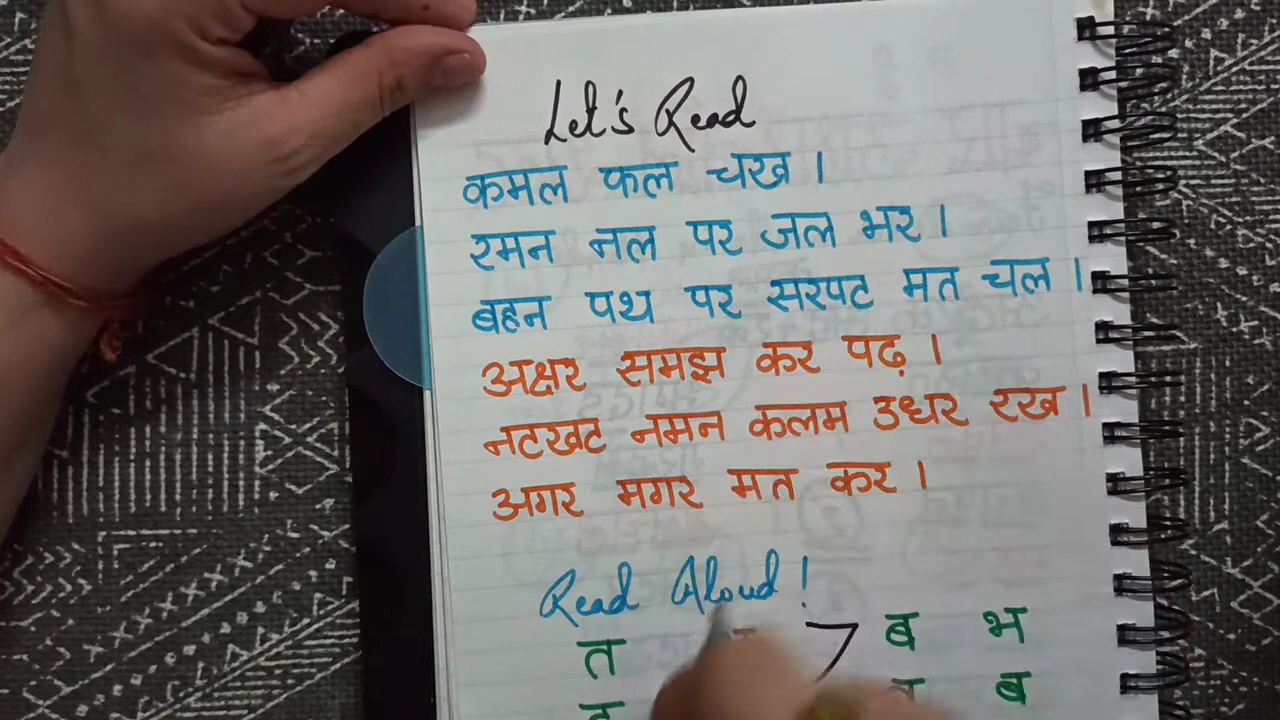 Let's Read
कमल फल चख ।
रमन नल पर जल भर ।
बहन पथ पर सरपट मत चल ।
अक्षर समझ कर पढ़ ।
नटखट नमन कलम उधर रख ।
अगर मगर मत कर ।
Read Aloud !
त ब भ
ब